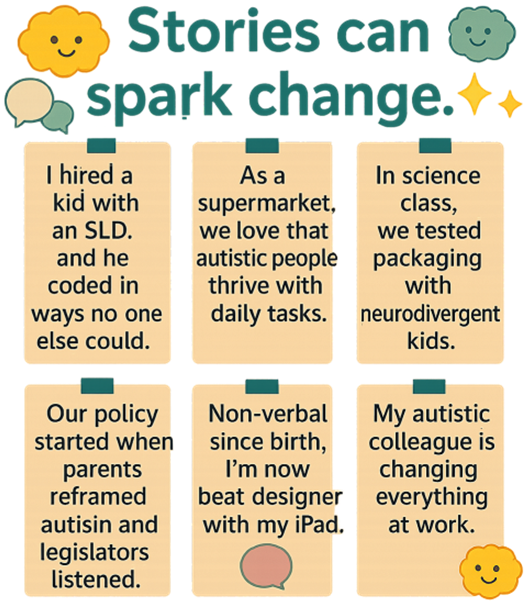 Stories can
spark change.
I hired a
kid with
an SLD.
and he
coded in
ways no one
else could.
As a
supermarket,
we love that
autistic people
thrive with
daily tasks.
In science
class,
we tested
packaging
with
neurodivergent
kids.
Our policy
started when
parents
reframed
autisin and
legislators
listened.
Non-verbal
since birth,
I'm now
beat designer
with my iPad.
My autistic
colleague is
changing
everything
at work.